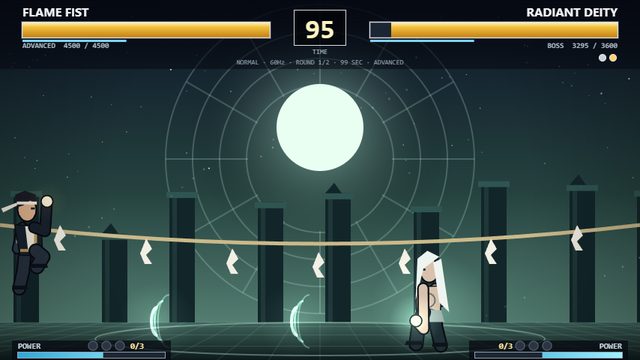 FLAME FIST
95
RADIANT DEITY
ADVANCED 4500 / 4500
TIME
BOSS 3295 / 3600
NORMAL · 60Hz · ROUND 1/2 · 99 SEC · ADVANCED
POWER
0/3
0/3
POWER